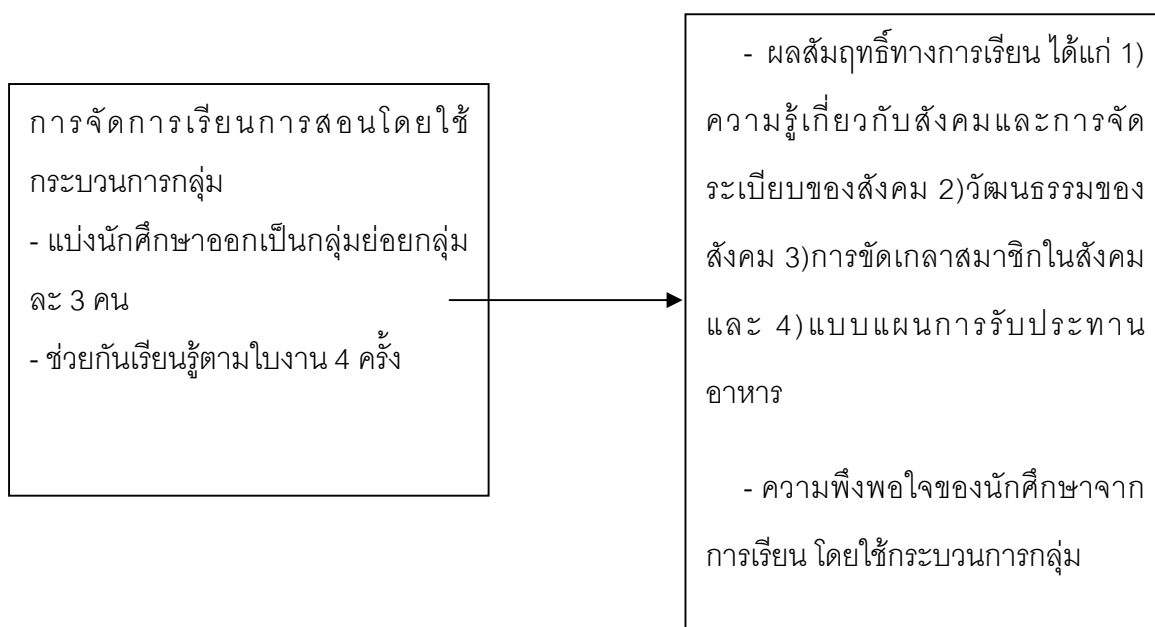 การจัดการเรียนการสอนโดยใช้
กระบวนการกลุ่ม
- แบ่งนักศึกษาออกเป็นกลุ่มย่อยกลุ่ม
ละ 3 คน
- ช่วยกันเรียนรู้ตามใบงาน 4 ครั้ง
- ผลสัมฤทธิ์ทางการเรียน ได้แก่ 1)
ความรู้เกี่ยวกับสังคมและการจัด
ระเบียบของสังคม 2)วัฒนธรรมของ
สังคม 3)การขัดเกลาสมาชิกในสังคม
และ 4)แบบแผนการรับประทาน
อาหาร
- ความพึงพอใจของนักศึกษาจาก
การเรียน โดยใช้กระบวนการกลุ่ม